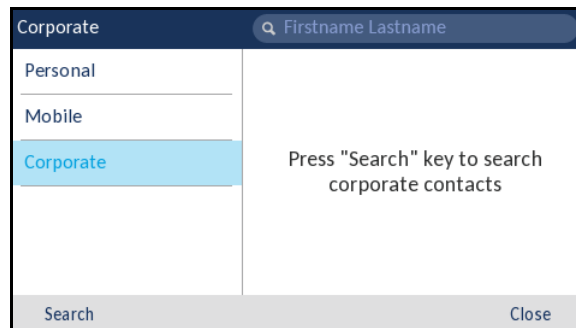 Corporate
Firstname Lastname
Personal
Mobile
Corporate
Press "Search" key to search
corporate contacts
Search
Close